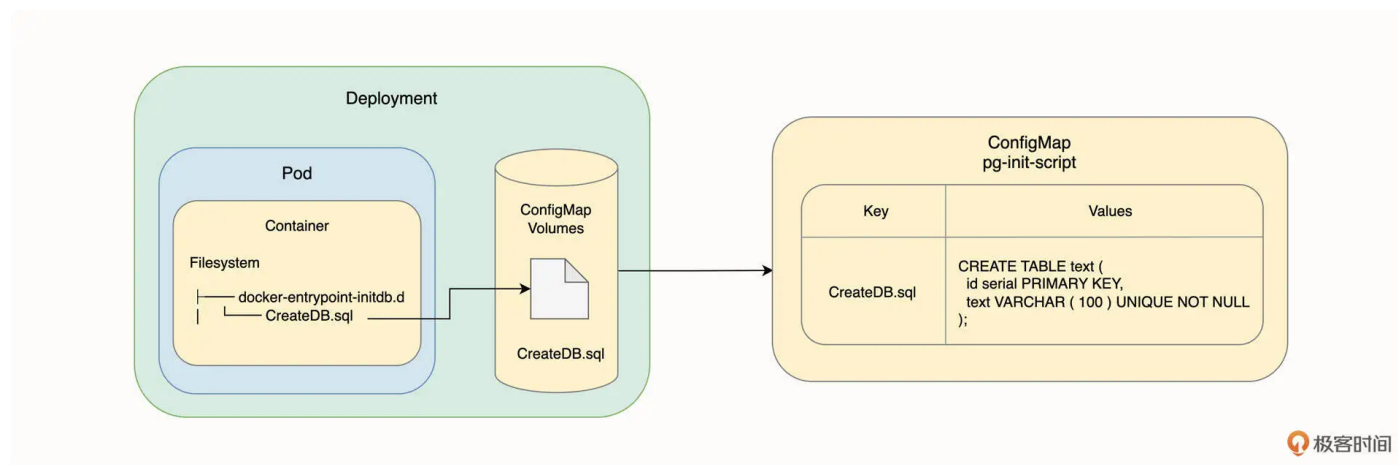 Deployment
Pod
Container
Filesystem
docker-entrypoint-initdb.d
CreateDB.sql
ConfigMap
Volumes
CreateDB.sql
ConfigMap
pg-init-script
Key
Values
CreateDB.sql
CREATE TABLE text (
id serial PRIMARY KEY,
text VARCHAR ( 100 ) UNIQUE NOT NULL
);
极客时间